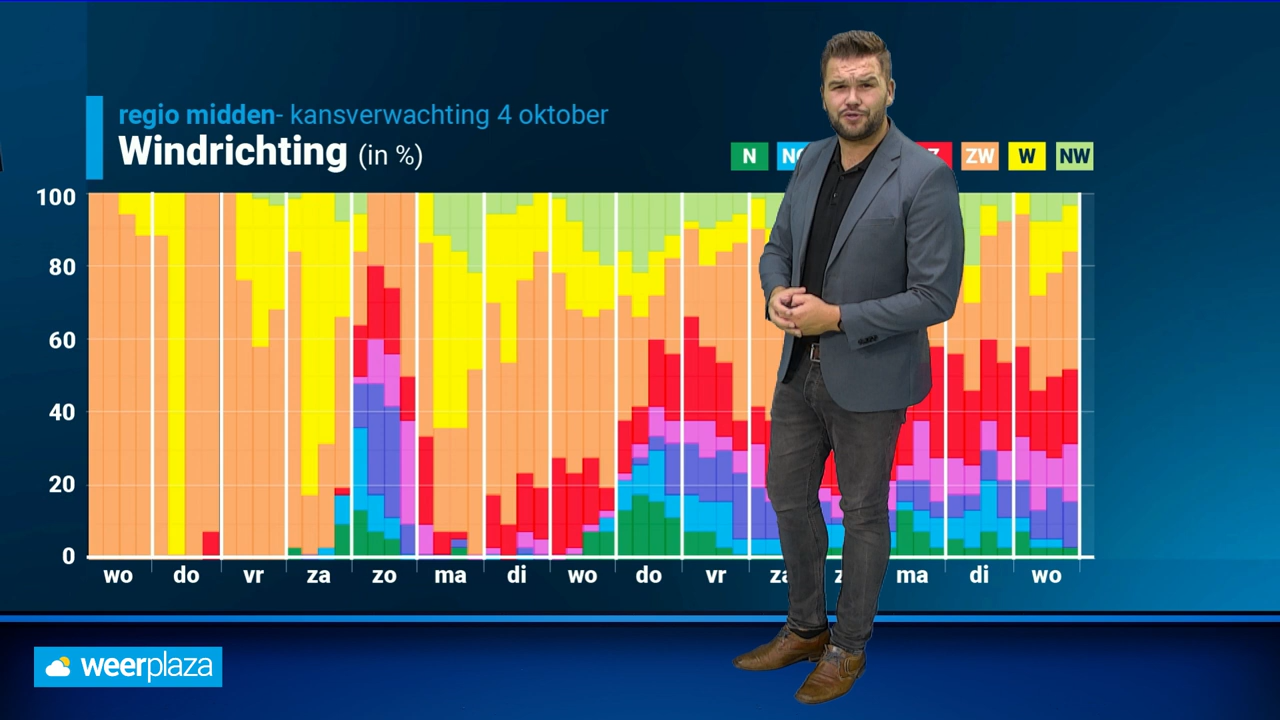 regio midden- kansverwachting 4 oktober
Windrichting (in %)
N Z ZW W NW
100
80
60
40
20
0
wo do vr za zo ma di wo do vr ma di wo
weerplaza